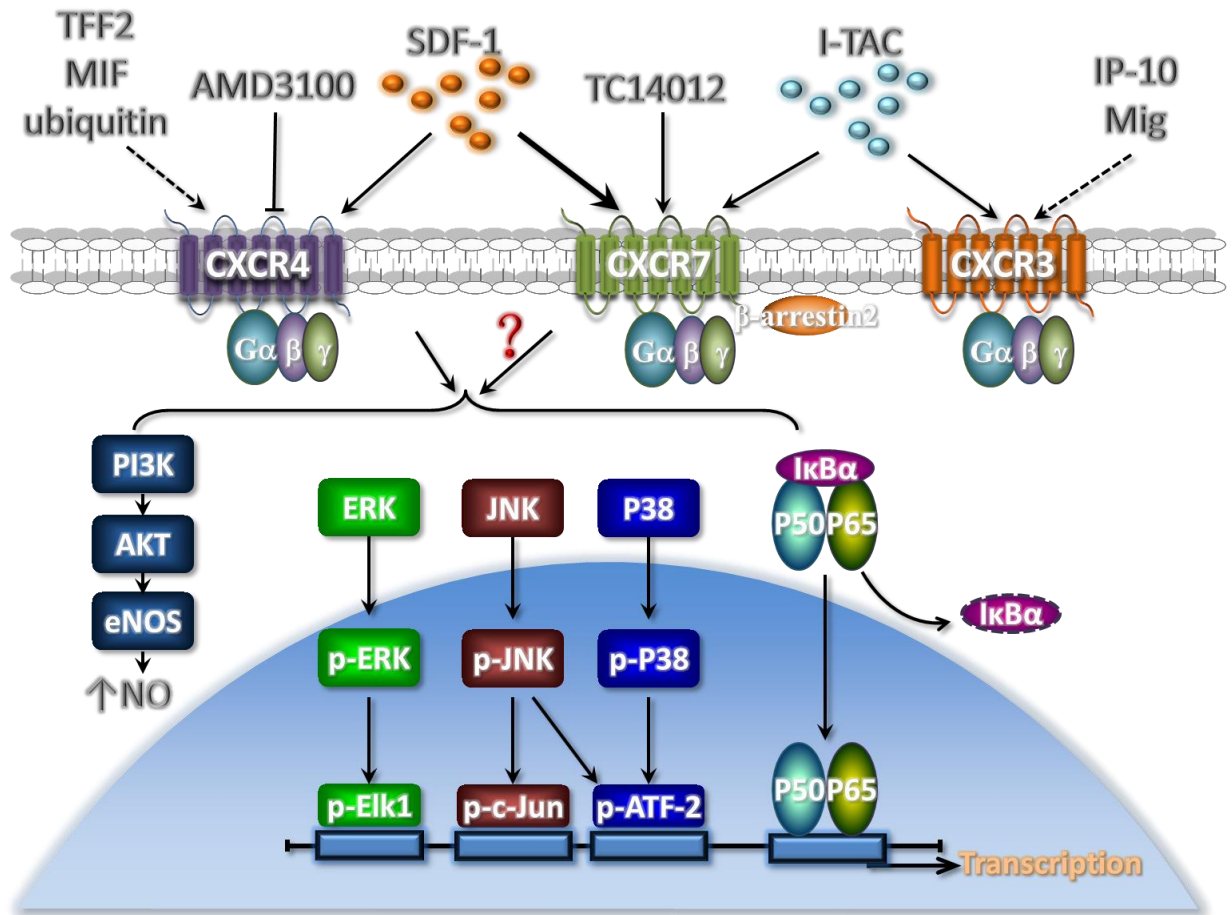 TFF2
MIF
ubiquitin
AMD3100
SDF-1
TC14012
I-TAC
IP-10
Mig
CXCR4
CXCR7
CXCR3
β-arrestin2
Gα β γ
Gα β γ
Gα β γ
?
PI3K
AKT
eNOS
↑NO
ERK
JNK
P38
IκBα
P50 P65
IκBα
p-ERK
p-JNK
p-P38
p-Elk1
p-c-Jun
p-ATF-2
P50 P65
Transcription